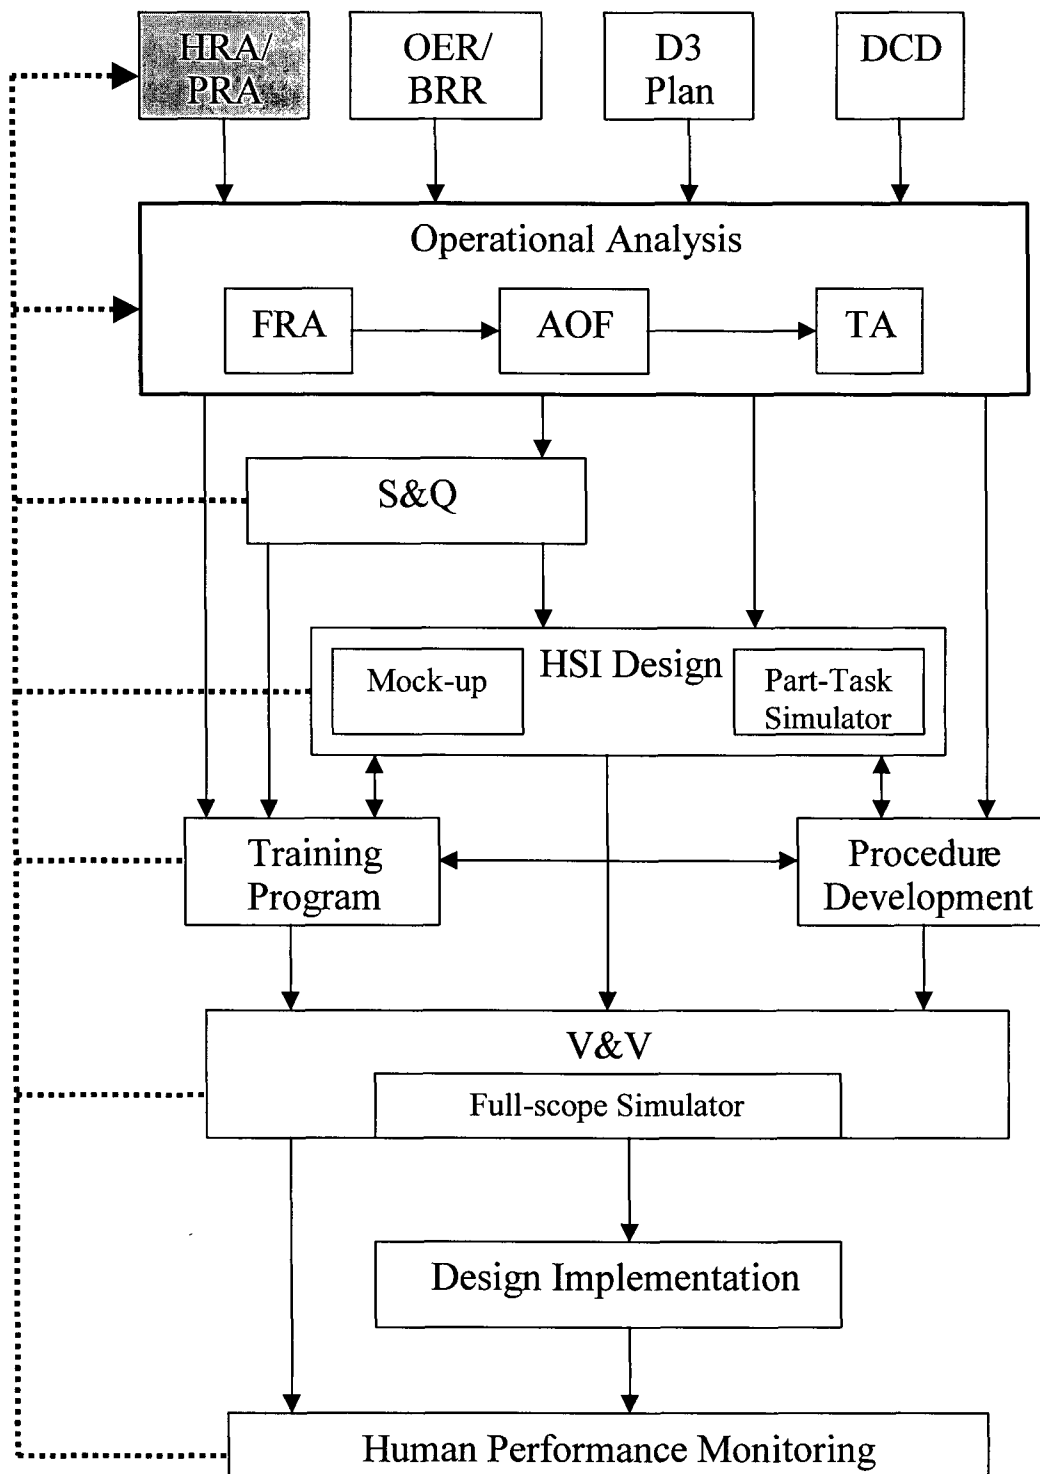 HRA/
PRA
OER/
BRR
D3
Plan
DCD
Operational Analysis
FRA
AOF
TA
S&Q
HSI Design
Mock-up
Part-Task
Simulator
Training
Program
Procedure
Development
V&V
Full-scope Simulator
Design Implementation
Human Performance Monitoring